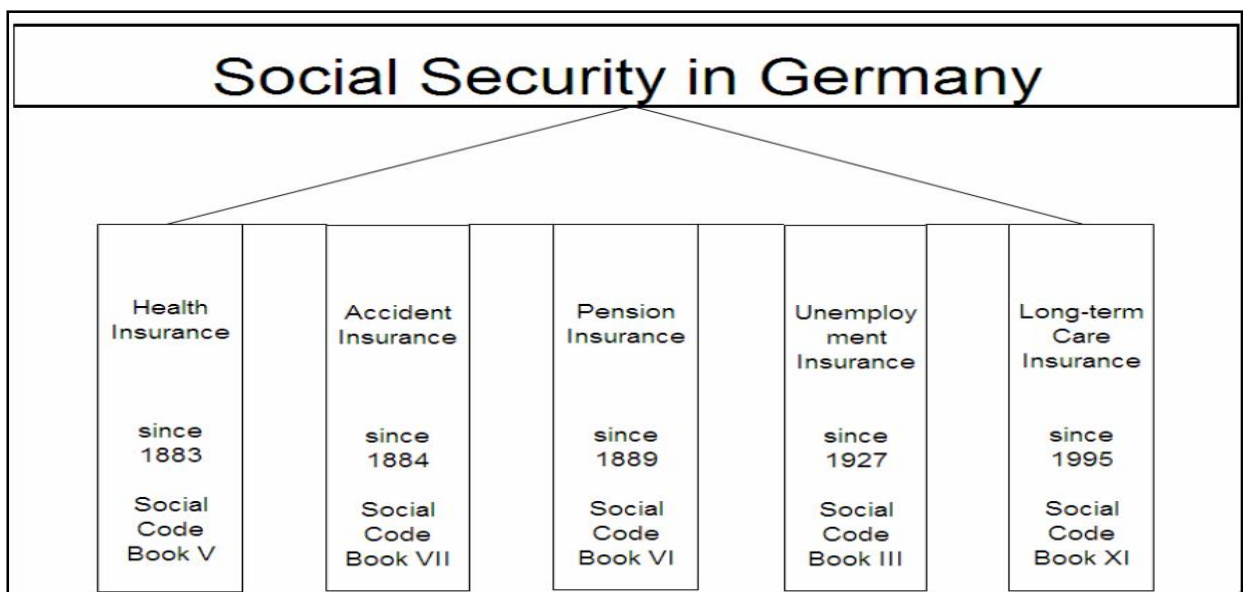 Social Security in Germany
Health
Insurance
since
1883
Social
Code
Book V
Accident
Insurance
since
1884
Social
Code
Book VII
Pension
Insurance
since
1889
Social
Code
Book VI
Unemploy
ment
Insurance
since
1927
Social
Code
Book III
Long-term
Care
Insurance
since
1995
Social
Code
Book XI